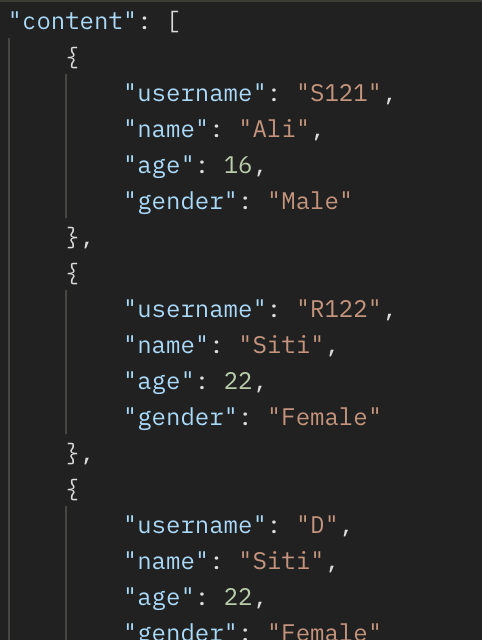 "content": [
{
"username": "S121",
"name": "Ali",
"age": 16,
"gender": "Male"
},
{
"username": "R122",
"name": "Siti",
"age": 22,
"gender": "Female"
},
{
"username": "D",
"name": "Siti",
"age": 22,
"gender": "Female"